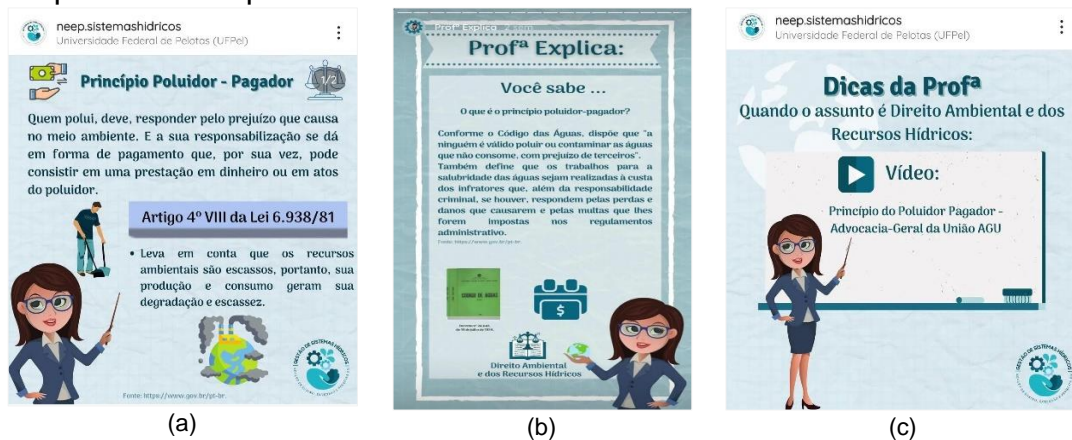 neep.sistemashidricos
Universidade Federal de Pelotas (UFPel)
Princípio Poluidor - Pagador
1/2
Quem polui, deve, responder pelo prejuízo que causa
no meio ambiente. E a sua responsabilização se dá
em forma de pagamento que, por sua vez, pode
consistir em uma prestação em dinheiro ou em atos
do poluidor.
Artigo 4º VIII da Lei 6.938/81
• Leva em conta que os recursos
ambientais são escassos, portanto, sua
produção e consumo geram sua
degradação e escassez.
Fonte: https://www.gov.br/pt-br.
(a)
Profª Explica 2 sem
Profª Explica:
Você sabe ...
O que é o princípio poluidor-pagador?
Conforme o Código das Águas, dispõe que "a
ninguém é válido poluir ou contaminar as águas
que não consome, com prejuízo de terceiros".
Também define que os trabalhos para a
salubridade das águas sejam realizadas à custa
dos infratores que, além da responsabilidade
criminal, se houver, respondem pelas perdas e
danos que causarem e pelas multas que lhes
forem impostas nos regulamentos
administrativo.
Fonte: https://www.gov.br/pt-br.
CÓDIGO DE ÁGUAS
$
Direito Ambiental
e dos Recursos Hídricos
(b)
neep.sistemashidricos
Universidade Federal de Pelotas (UFPel)
Dicas da Profª
Quando o assunto é Direito Ambiental e dos
Recursos Hídricos:
Vídeo:
Princípio do Poluidor Pagador -
Advocacia-Geral da União AGU
(c)